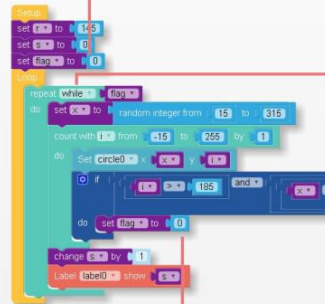 Setup
set r to 145
set s to 0
set flag to 0
Loop
repeat while flag
do set x to random integer from 15 to 315
count with i from -15 to 255 by 1
do Set circle0 x x y i
if i ≥ 185 and x
do set flag to 0
change s by 1
Label label0 show s